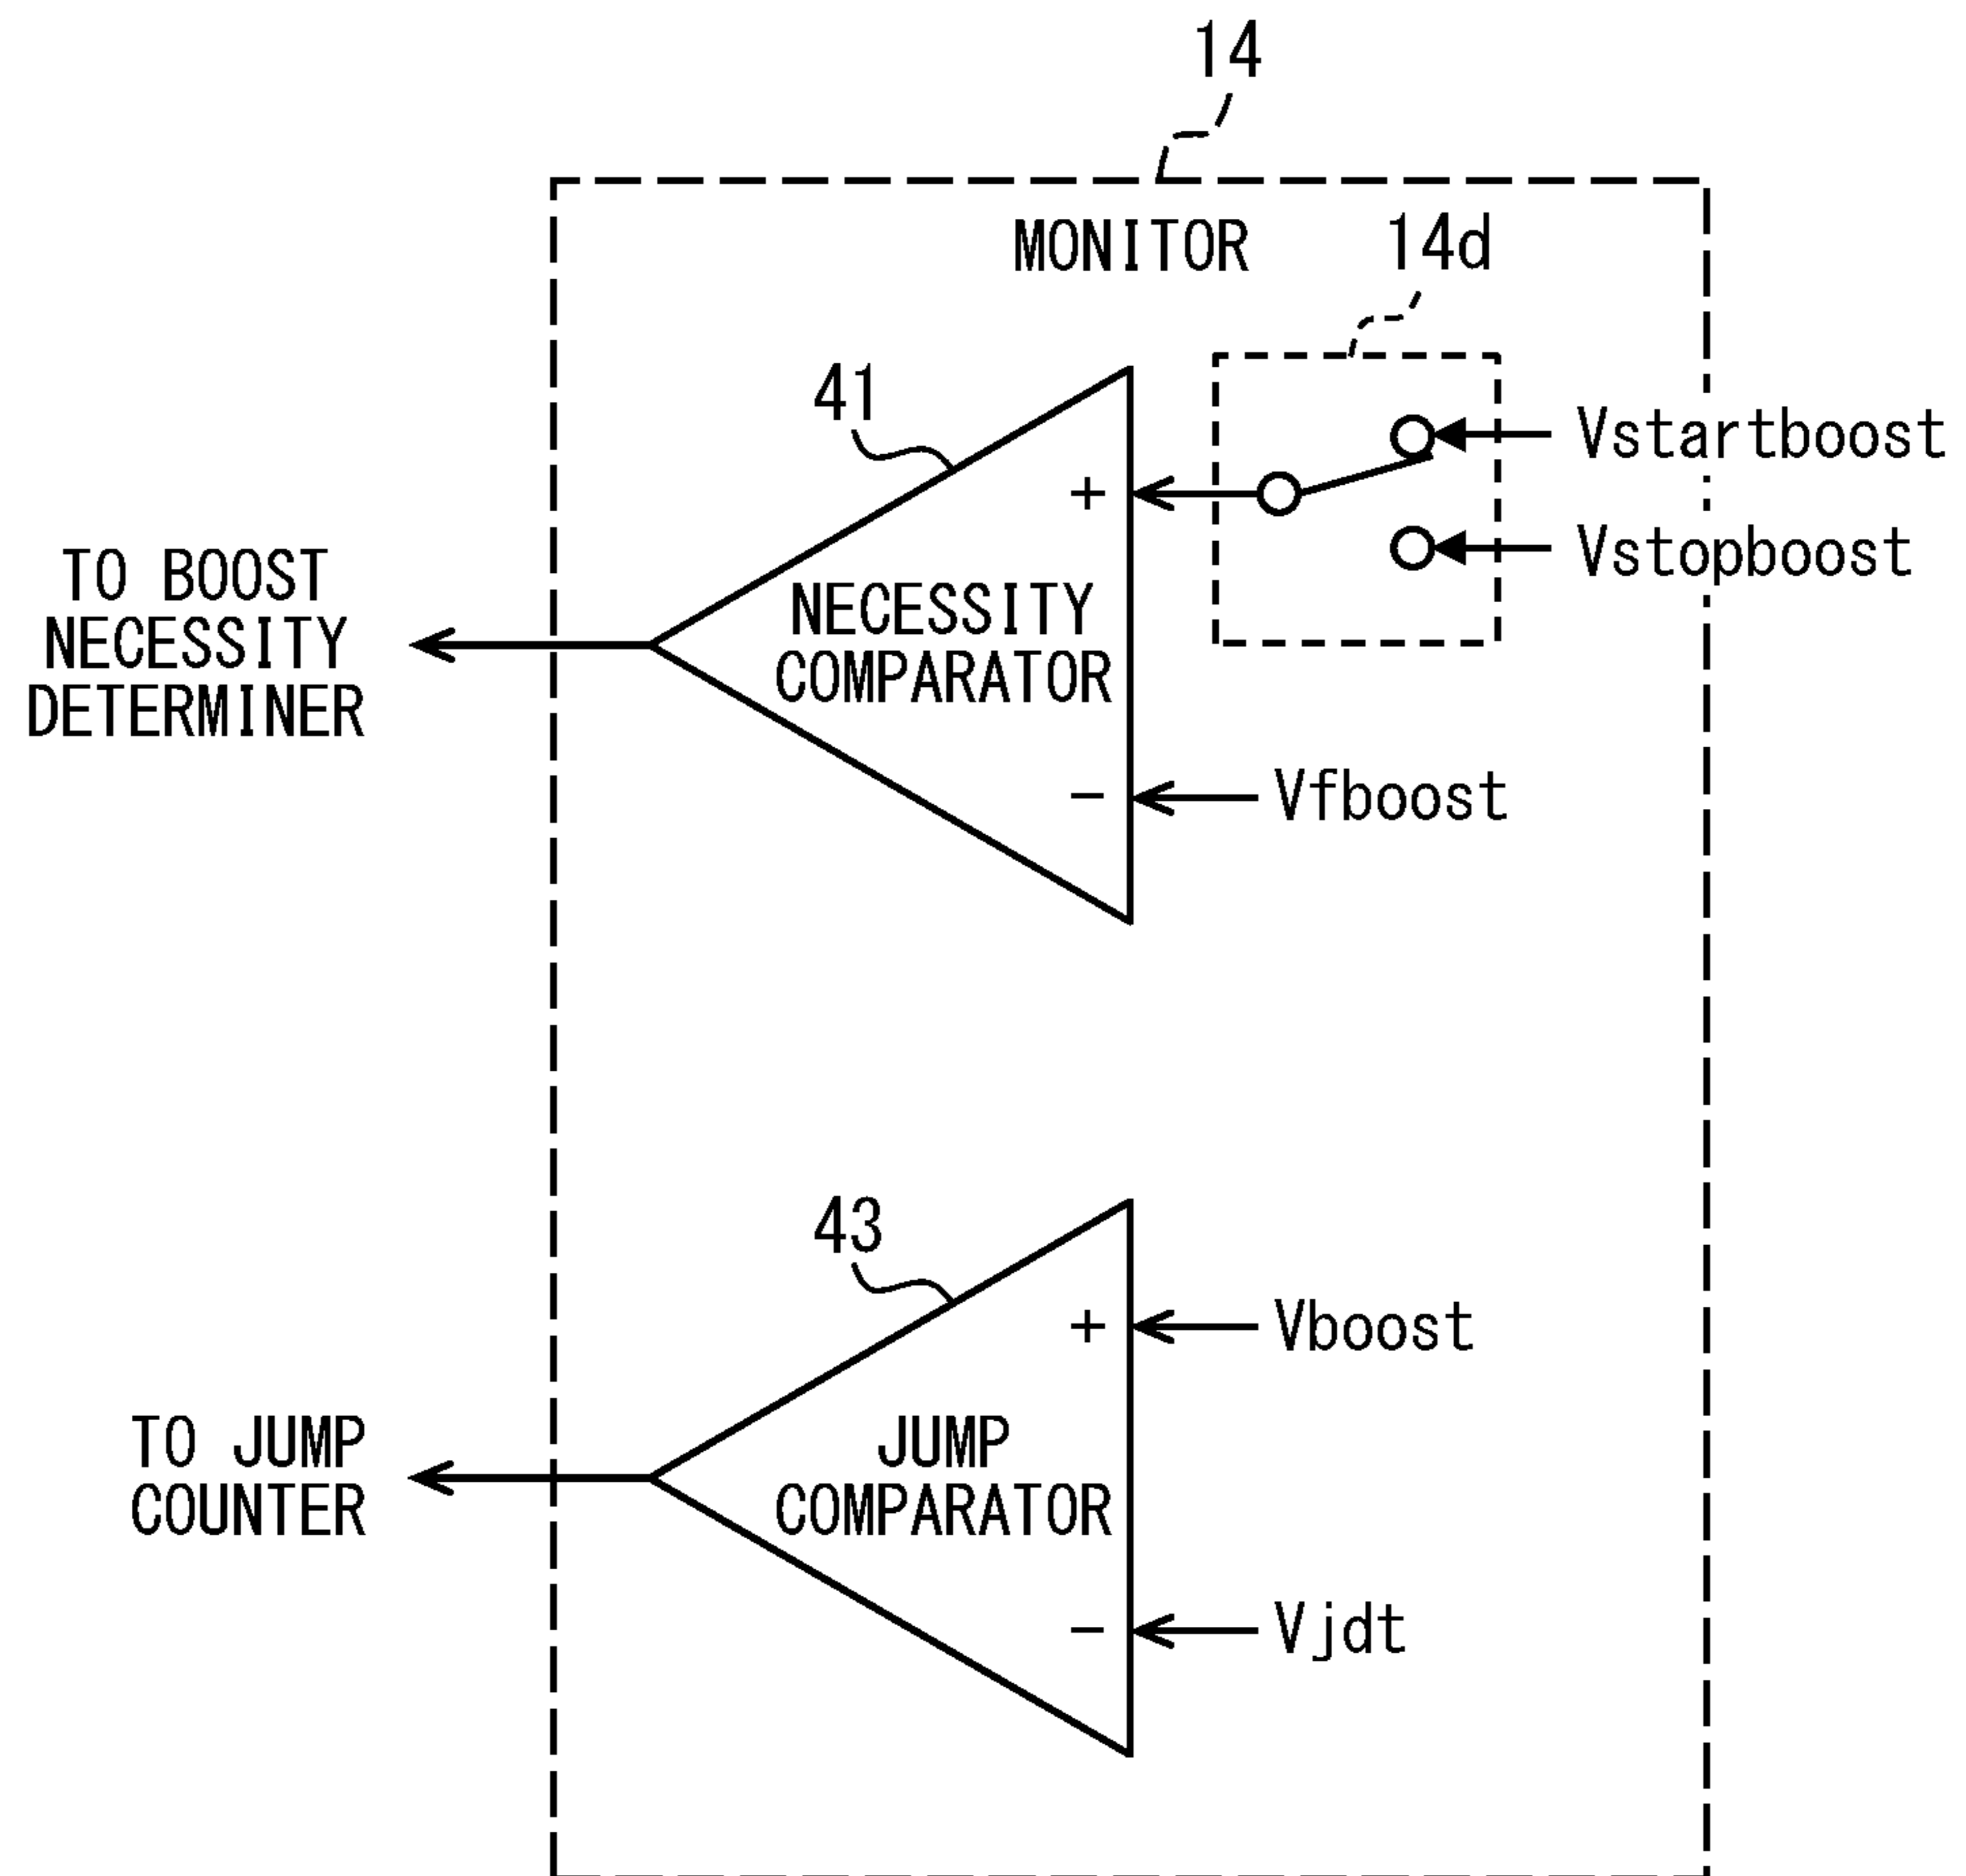 14
MONITOR
14d
41
Vstartboost
+
Vstopboost
TO BOOST
NECESSITY
DETERMINER
NECESSITY
COMPARATOR
−
Vfboost
43
+
Vboost
TO JUMP
COUNTER
JUMP
COMPARATOR
−
Vjdt